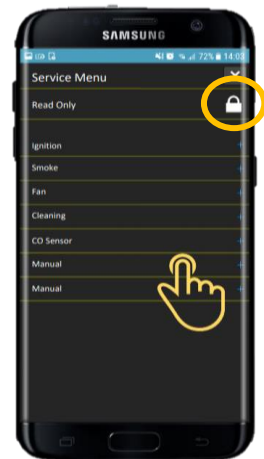 SAMSUNG
72% 14:03
Service Menu
Read Only
Ignition
Smoke
Fan
Cleaning
CO Sensor
Manual
Manual